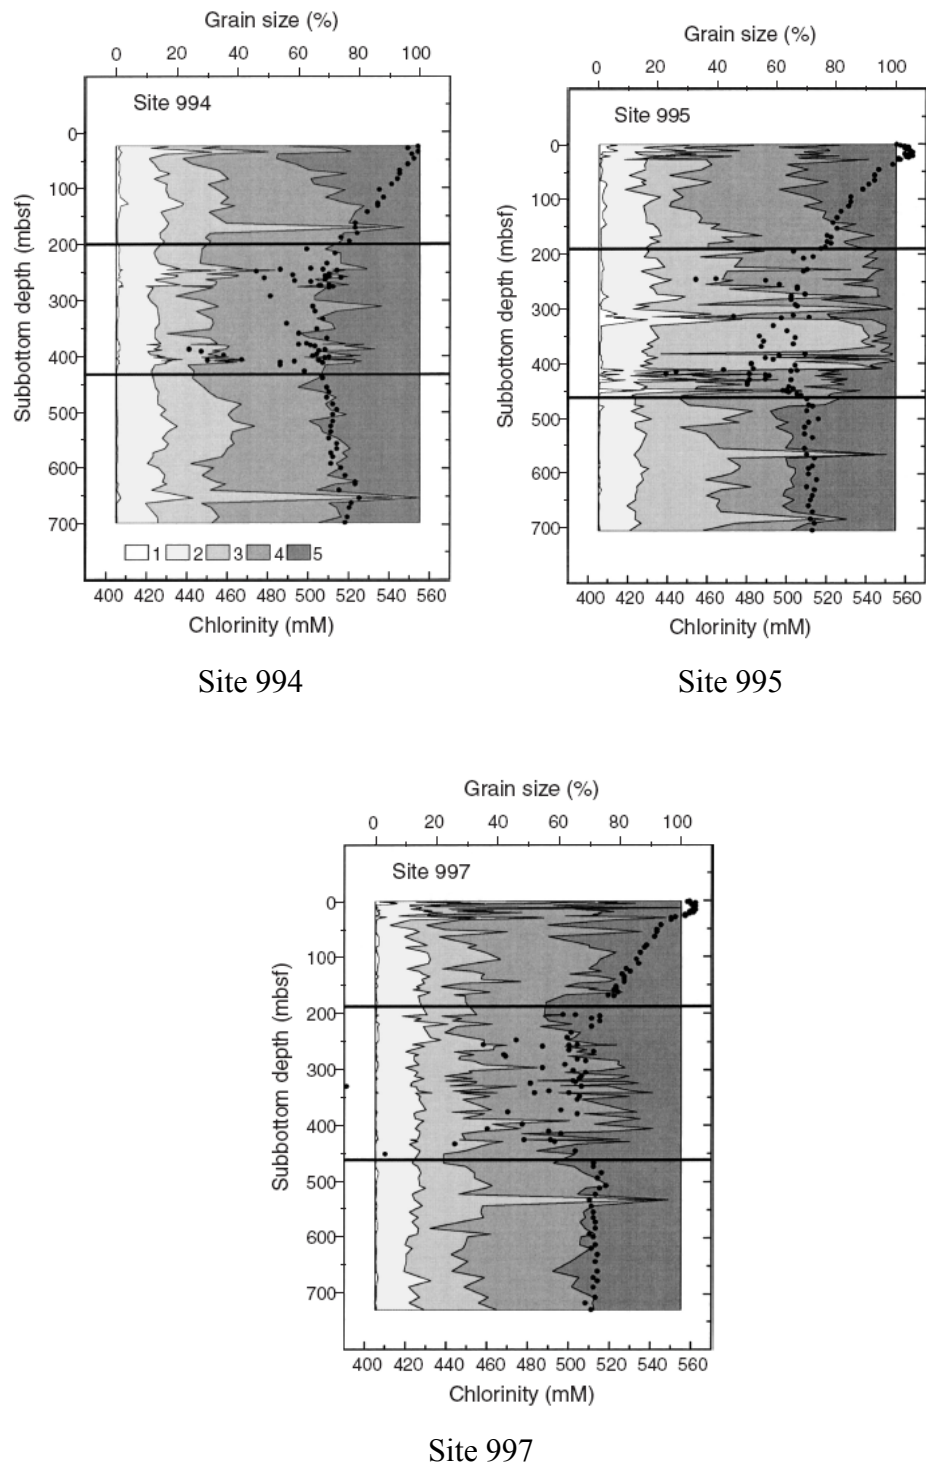 Grain size (%)
0 20 40 60 80 100
Site 994
Subbottom depth (mbsf)
0
100
200
300
400
500
600
700
1 2 3 4 5
400 420 440 460 480 500 520 540 560
Chlorinity (mM)
Site 994
Grain size (%)
0 20 40 60 80 100
Site 995
Subbottom depth (mbsf)
0
100
200
300
400
500
600
700
400 420 440 460 480 500 520 540 560
Chlorinity (mM)
Site 995
Grain size (%)
0 20 40 60 80 100
Site 997
Subbottom depth (mbsf)
0
100
200
300
400
500
600
700
400 420 440 460 480 500 520 540 560
Chlorinity (mM)
Site 997